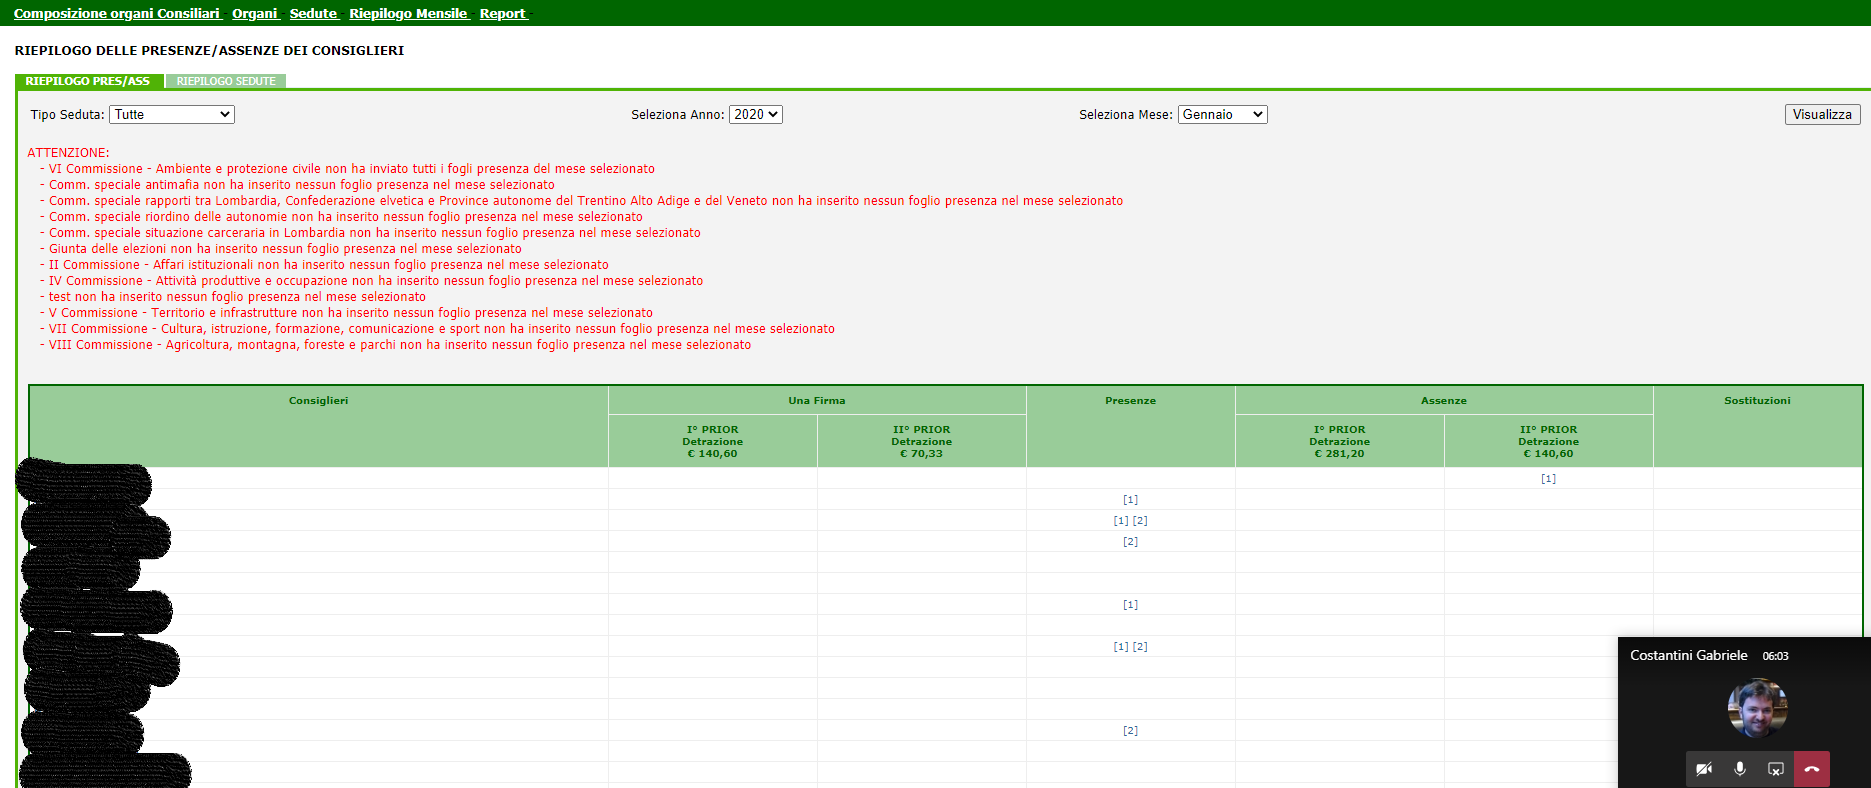 Composizione organi Consiliari Organi Sedute Riepilogo Mensile Report
RIEPILOGO DELLE PRESENZE/ASSENZE DEI CONSIGLIERI
RIEPILOGO PRES/ASS RIEPILOGO SEDUTE
Tipo Seduta: Tutte Seleziona Anno: 2020 Seleziona Mese: Gennaio Visualizza
ATTENZIONE:
- VI Commissione - Ambiente e protezione civile non ha inviato tutti i fogli presenza del mese selezionato
- Comm. speciale antimafia non ha inserito nessun foglio presenza nel mese selezionato
- Comm. speciale rapporti tra Lombardia, Confederazione elvetica e Province autonome del Trentino Alto Adige e del Veneto non ha inserito nessun foglio presenza nel mese selezionato
- Comm. speciale riordino delle autonomie non ha inserito nessun foglio presenza nel mese selezionato
- Comm. speciale situazione carceraria in Lombardia non ha inserito nessun foglio presenza nel mese selezionato
- Giunta delle elezioni non ha inserito nessun foglio presenza nel mese selezionato
- II Commissione - Affari istituzionali non ha inserito nessun foglio presenza nel mese selezionato
- IV Commissione - Attività produttive e occupazione non ha inserito nessun foglio presenza nel mese selezionato
- test non ha inserito nessun foglio presenza nel mese selezionato
- V Commissione - Territorio e infrastrutture non ha inserito nessun foglio presenza nel mese selezionato
- VII Commissione - Cultura, istruzione, formazione, comunicazione e sport non ha inserito nessun foglio presenza nel mese selezionato
- VIII Commissione - Agricoltura, montagna, foreste e parchi non ha inserito nessun foglio presenza nel mese selezionato
Consiglieri Una Firma Presenze Assenze Sostituzioni
I° PRIOR II° PRIOR I° PRIOR II° PRIOR
Detrazione Detrazione Detrazione Detrazione
€ 140,60 € 70,33 € 281,20 € 140,60
[1]
[1]
[1] [2]
[2]
[1]
[1] [2]
[2]
Costantini Gabriele 06:03